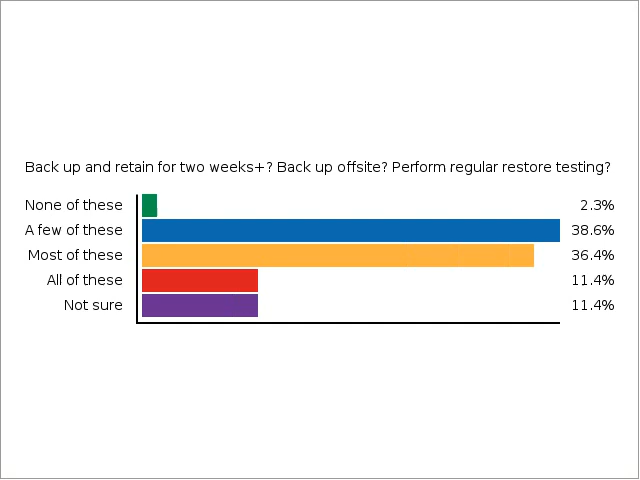 Back up and retain for two weeks+? Back up offsite? Perform regular restore testing?
None of these 2.3%
A few of these 38.6%
Most of these 36.4%
All of these 11.4%
Not sure 11.4%